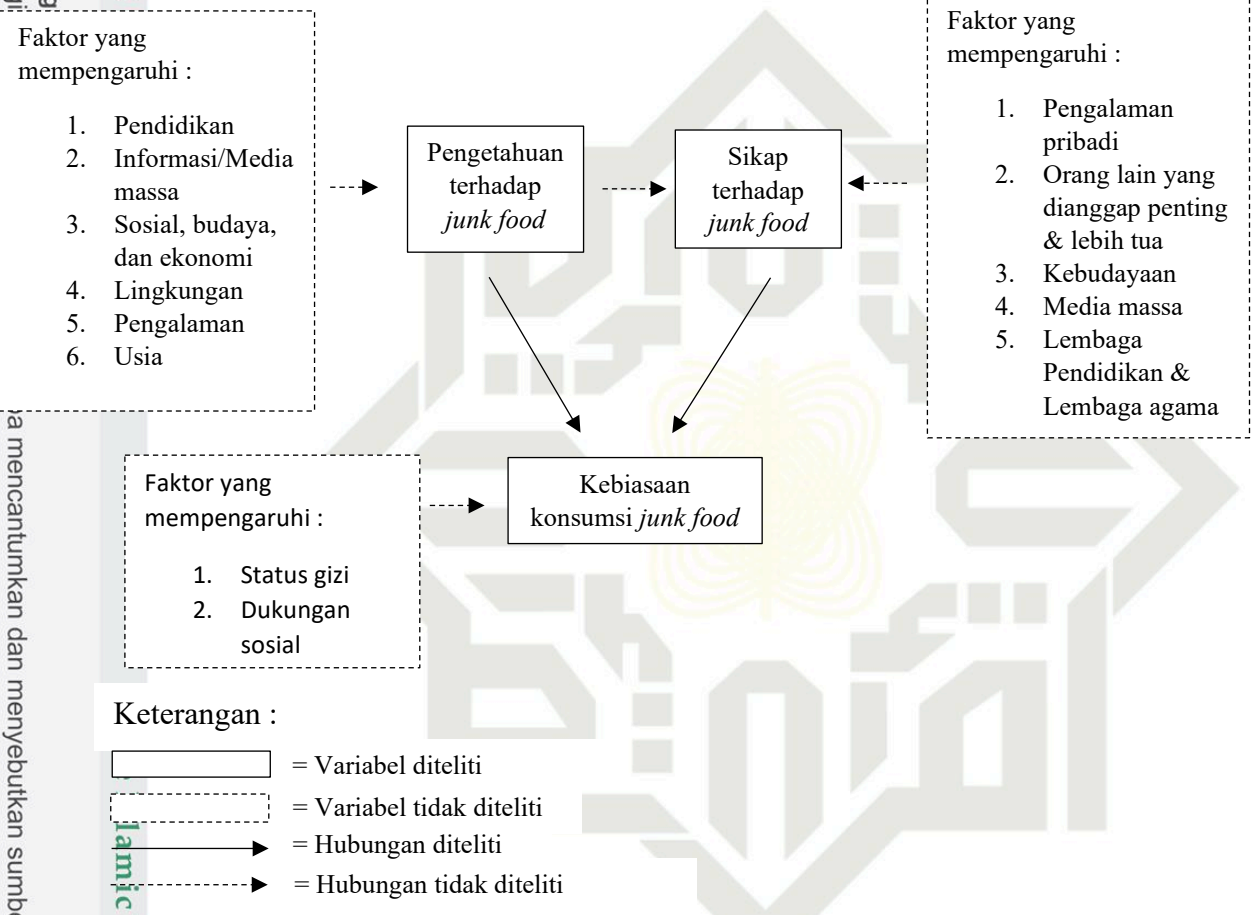 Faktor yang
mempengaruhi :
1. Pendidikan
2. Informasi/Media
massa
3. Sosial, budaya,
dan ekonomi
4. Lingkungan
5. Pengalaman
6. Usia
Pengetahuan
terhadap
junk food
Sikap
terhadap
junk food
Faktor yang
mempengaruhi :
1. Pengalaman
pribadi
2. Orang lain yang
dianggap penting
& lebih tua
3. Kebudayaan
4. Media massa
5. Lembaga
Pendidikan &
Lembaga agama
Faktor yang
mempengaruhi :
1. Status gizi
2. Dukungan
sosial
Kebiasaan
konsumsi junk food
Keterangan :
= Variabel diteliti
= Variabel tidak diteliti
= Hubungan diteliti
= Hubungan tidak diteliti
mencantumkan dan menyebutkan
lamic